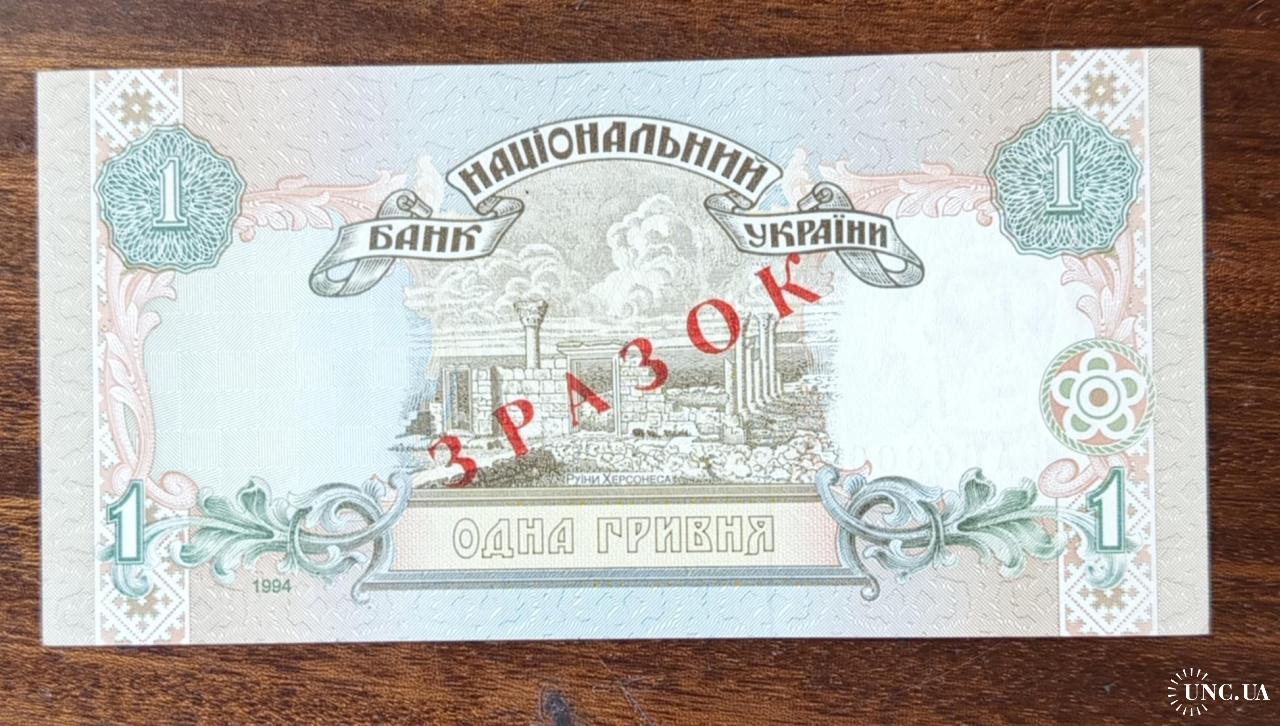 НАЦІОНАЛЬНИЙ
БАНК УКРАЇНИ
1 1
ЗРАЗОК
РУЇНИ ХЕРСОНЕСА
1 ОДНА ГРИВНЯ 1
1994
UNC.UA